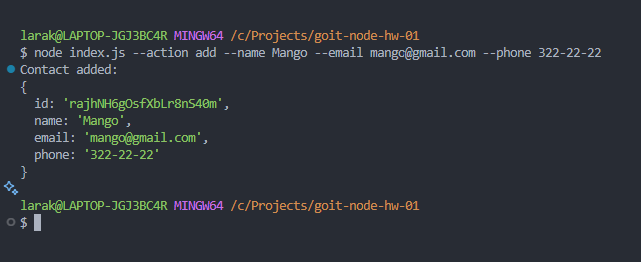 larak@LAPTOP-JGJ3BC4R MINGW64 /c/Projects/goit-node-hw-01
$ node index.js --action add --name Mango --email mango@gmail.com --phone 322-22-22
Contact added:
{
  id: 'rajhNH6gOsfXbLr8nS40m',
  name: 'Mango',
  email: 'mango@gmail.com',
  phone: '322-22-22'
}
larak@LAPTOP-JGJ3BC4R MINGW64 /c/Projects/goit-node-hw-01
$